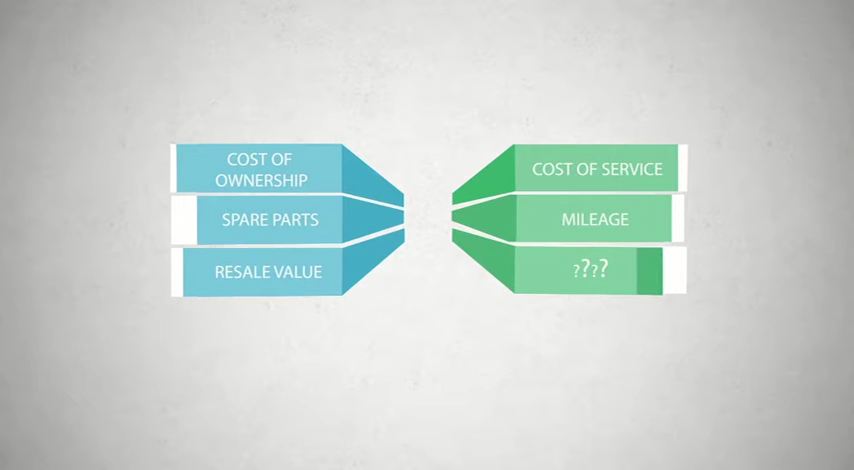 COST OF
OWNERSHIP
SPARE PARTS
RESALE VALUE
COST OF SERVICE
MILEAGE
????